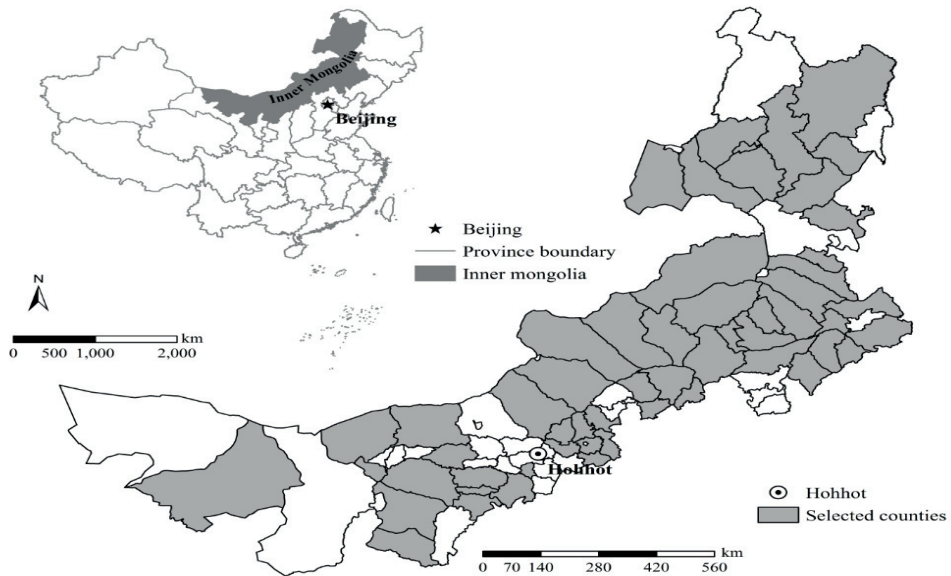 Inner Mongolia
Beijing
Beijing
Province boundary
Inner mongolia
N
km
0 500 1,000 2,000
Hohhot
Hohhot
Selected counties
km
0 70 140 280 420 560